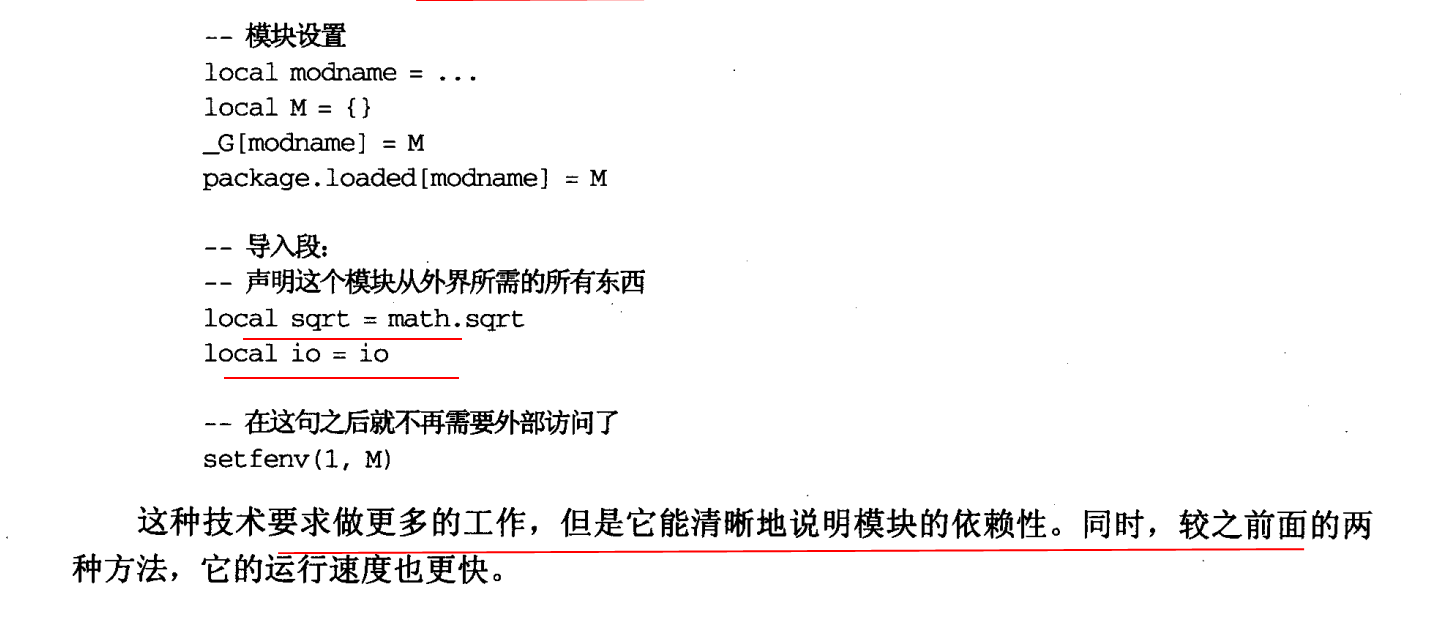 -- 模块设置
local modname = ...
local M = {}
_G[modname] = M
package.loaded[modname] = M
-- 导入段：
-- 声明这个模块从外界所需的所有东西
local sqrt = math.sqrt
local io = io
-- 在这句之后就不再需要外部访问了
setfenv(1, M)
这种技术要求做更多的工作，但是它能清晰地说明模块的依赖性。同时，较之前面的两
种方法，它的运行速度也更快。